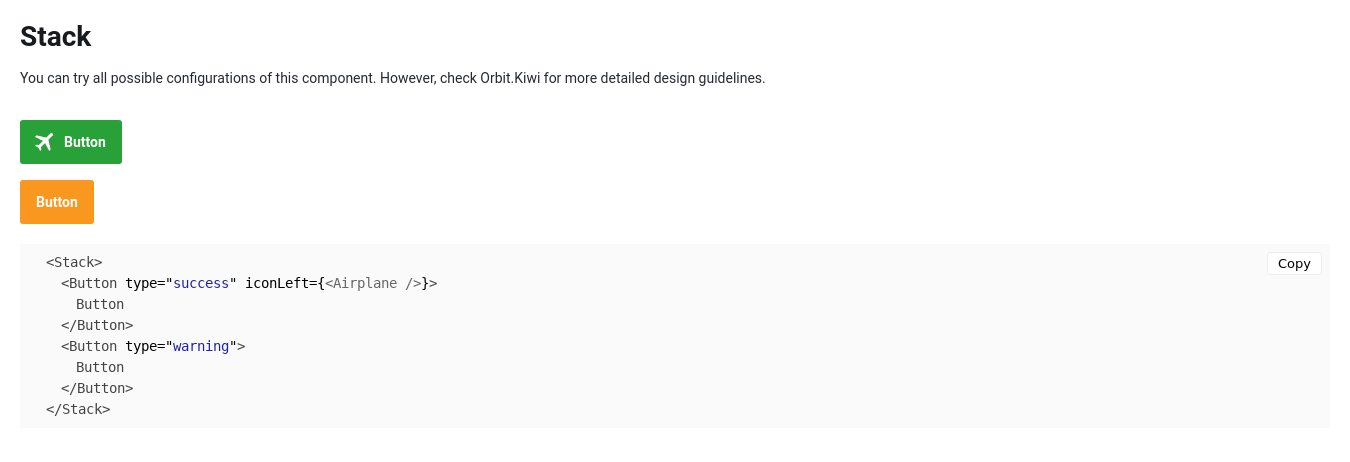 Stack
You can try all possible configurations of this component. However, check Orbit.Kiwi for more detailed design guidelines.
Button
Button
Copy
<Stack>
<Button type="success" iconLeft={<Airplane />}>
Button
</Button>
<Button type="warning">
Button
</Button>
</Stack>